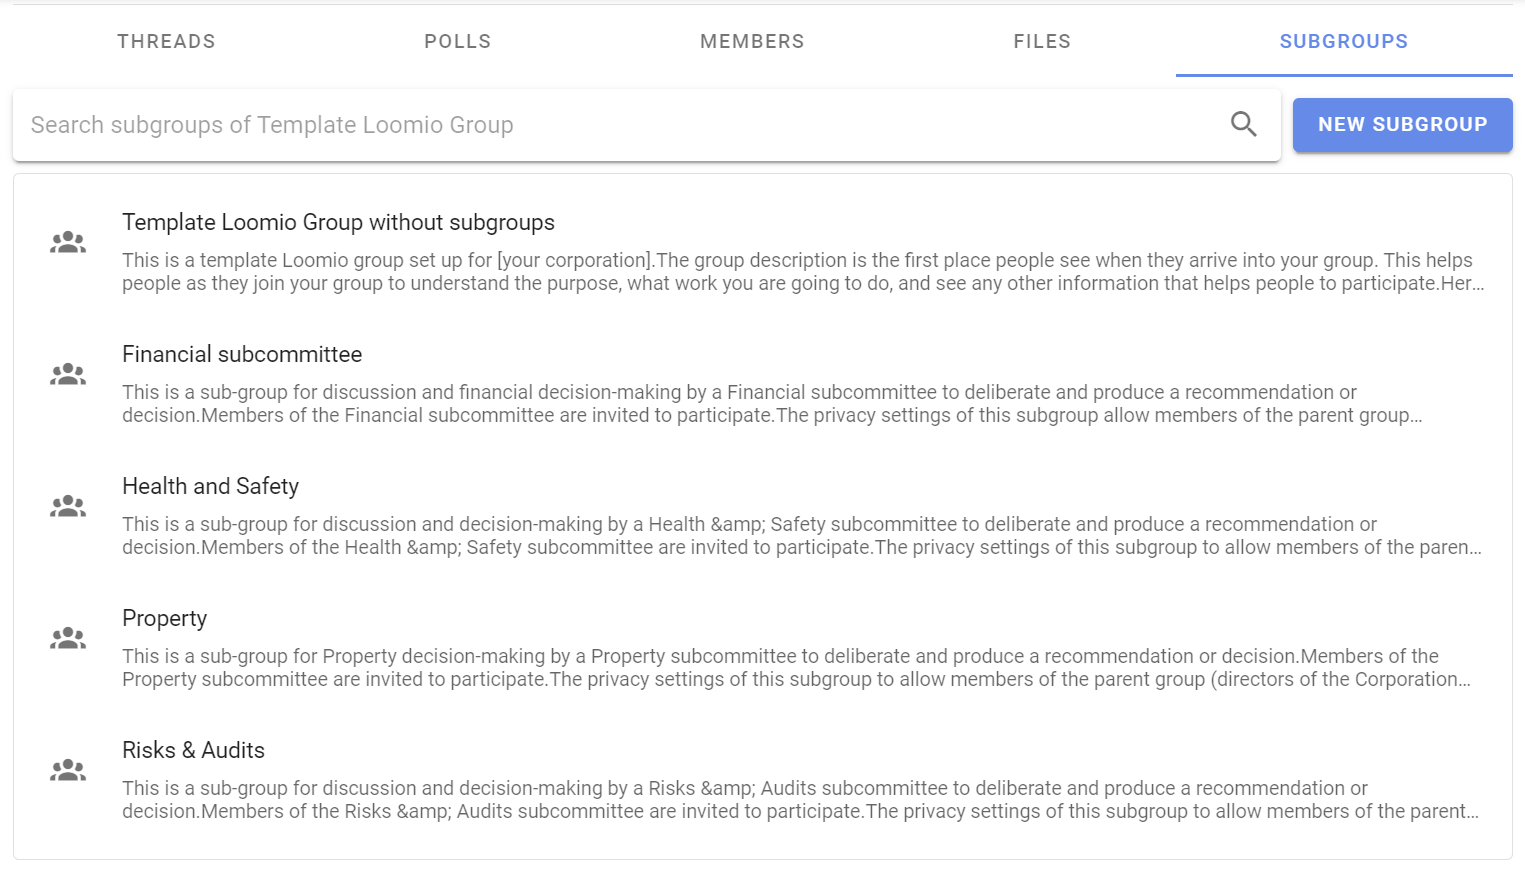 THREADS POLLS MEMBERS FILES SUBGROUPS
Search subgroups of Template Loomio Group NEW SUBGROUP
Template Loomio Group without subgroups
This is a template Loomio group set up for [your corporation].The group description is the first place people see when they arrive into your group. This helps
people as they join your group to understand the purpose, what work you are going to do, and see any other information that helps people to participate.Her…
Financial subcommittee
This is a sub-group for discussion and financial decision-making by a Financial subcommittee to deliberate and produce a recommendation or
decision.Members of the Financial subcommittee are invited to participate.The privacy settings of this subgroup allow members of the parent group…
Health and Safety
This is a sub-group for discussion and decision-making by a Health &amp; Safety subcommittee to deliberate and produce a recommendation or
decision.Members of the Health &amp; Safety subcommittee are invited to participate.The privacy settings of this subgroup to allow members of the paren…
Property
This is a sub-group for Property decision-making by a Property subcommittee to deliberate and produce a recommendation or decision.Members of the
Property subcommittee are invited to participate.The privacy settings of this subgroup to allow members of the parent group (directors of the Corporation…
Risks & Audits
This is a sub-group for discussion and decision-making by a Risks &amp; Audits subcommittee to deliberate and produce a recommendation or
decision.Members of the Risks &amp; Audits subcommittee are invited to participate.The privacy settings of this subgroup to allow members of the parent…